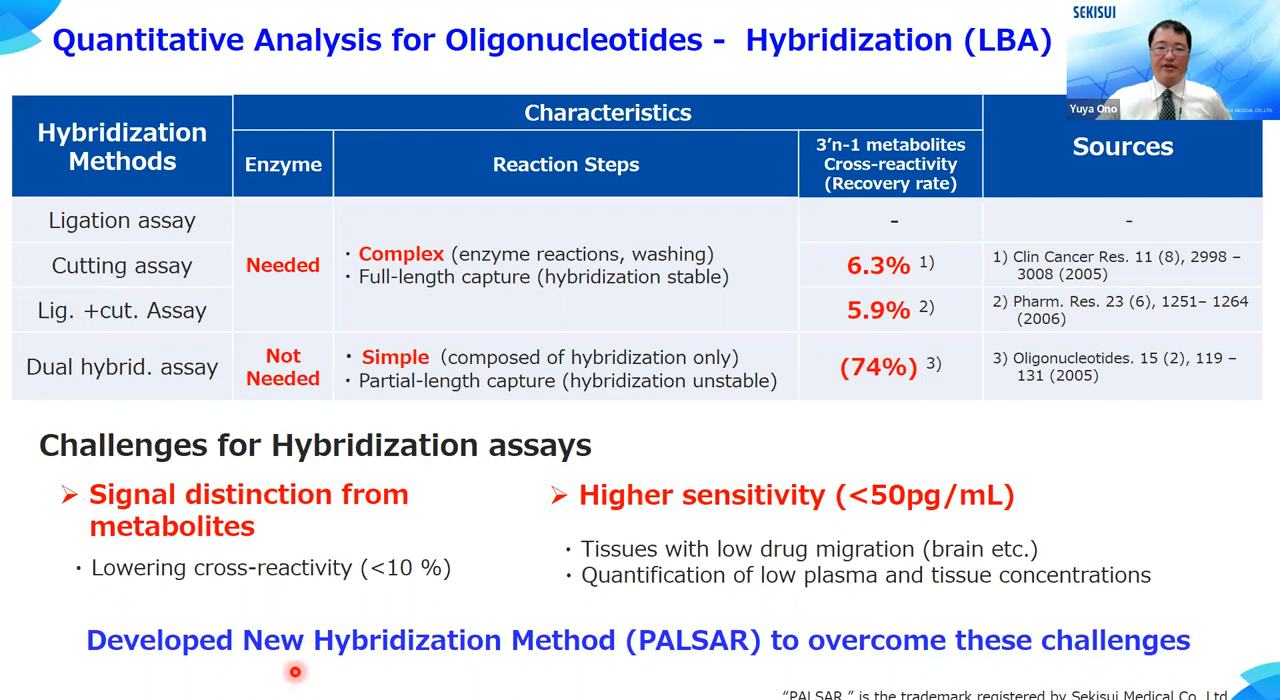 Quantitative Analysis for Oligonucleotides - Hybridization (LBA)
SEKISUI
Yuya Ono
MEDICAL CO.,LTD.
Hybridization
Methods
Characteristics
Sources
Enzyme
Reaction Steps
3’n-1 metabolites
Cross-reactivity
(Recovery rate)
Ligation assay
-
-
Cutting assay
Needed
・Complex (enzyme reactions, washing)
・Full-length capture (hybridization stable)
6.3% 1)
1) Clin Cancer Res. 11 (8), 2998 –
3008 (2005)
Lig. +cut. Assay
5.9% 2)
2) Pharm. Res. 23 (6), 1251– 1264
(2006)
Dual hybrid. assay
Not
Needed
・Simple (composed of hybridization only)
・Partial-length capture (hybridization unstable)
(74%) 3)
3) Oligonucleotides. 15 (2), 119 –
131 (2005)
Challenges for Hybridization assays
➢ Signal distinction from
metabolites
・Lowering cross-reactivity (<10 %)
➢ Higher sensitivity (<50pg/mL)
・Tissues with low drug migration (brain etc.)
・Quantification of low plasma and tissue concentrations
Developed New Hybridization Method (PALSAR) to overcome these challenges
“PALSAR ” is the trademark registered by Sekisui Medical Co. Ltd